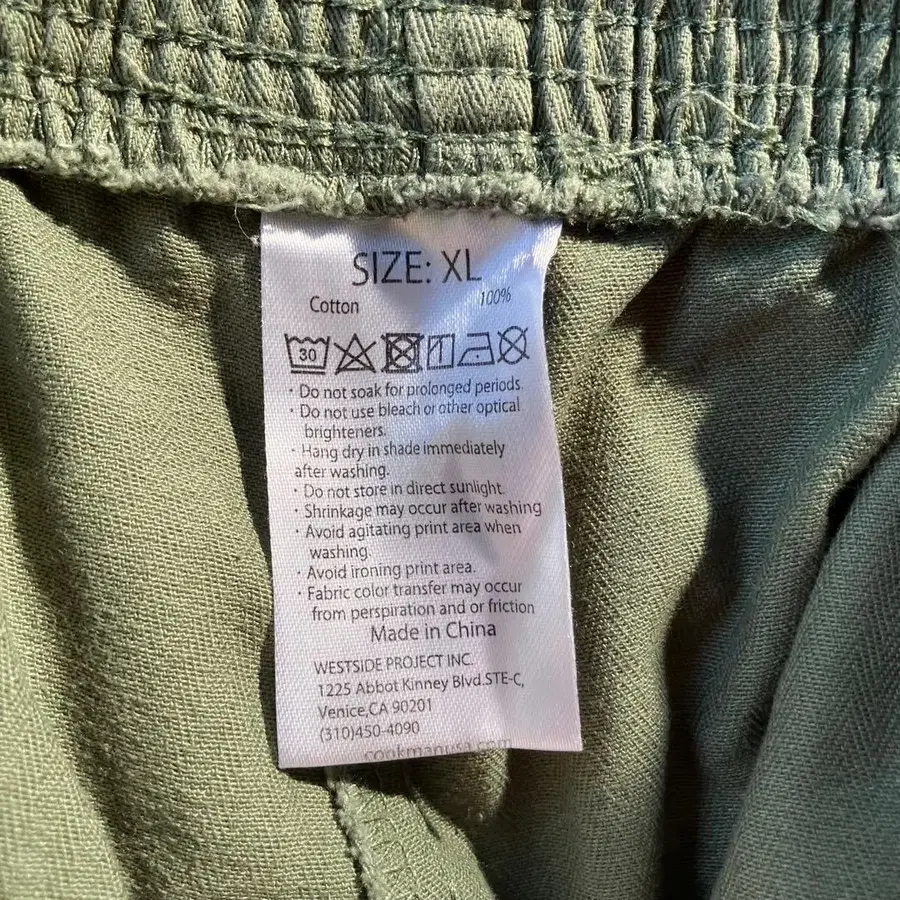 SIZE: XL
Cotton 100%
30
· Do not soak for prolonged periods.
· Do not use bleach or other optical
brighteners.
· Hang dry in shade immediately
after washing.
· Do not store in direct sunlight.
· Shrinkage may occur after washing
· Avoid agitating print area when
washing.
· Avoid ironing print area.
· Fabric color transfer may occur
from perspiration and or friction
Made in China
WESTSIDE PROJECT INC.
1225 Abbot Kinney Blvd.STE-C,
Venice,CA 90201
(310)450-4090
cookmanusa.com